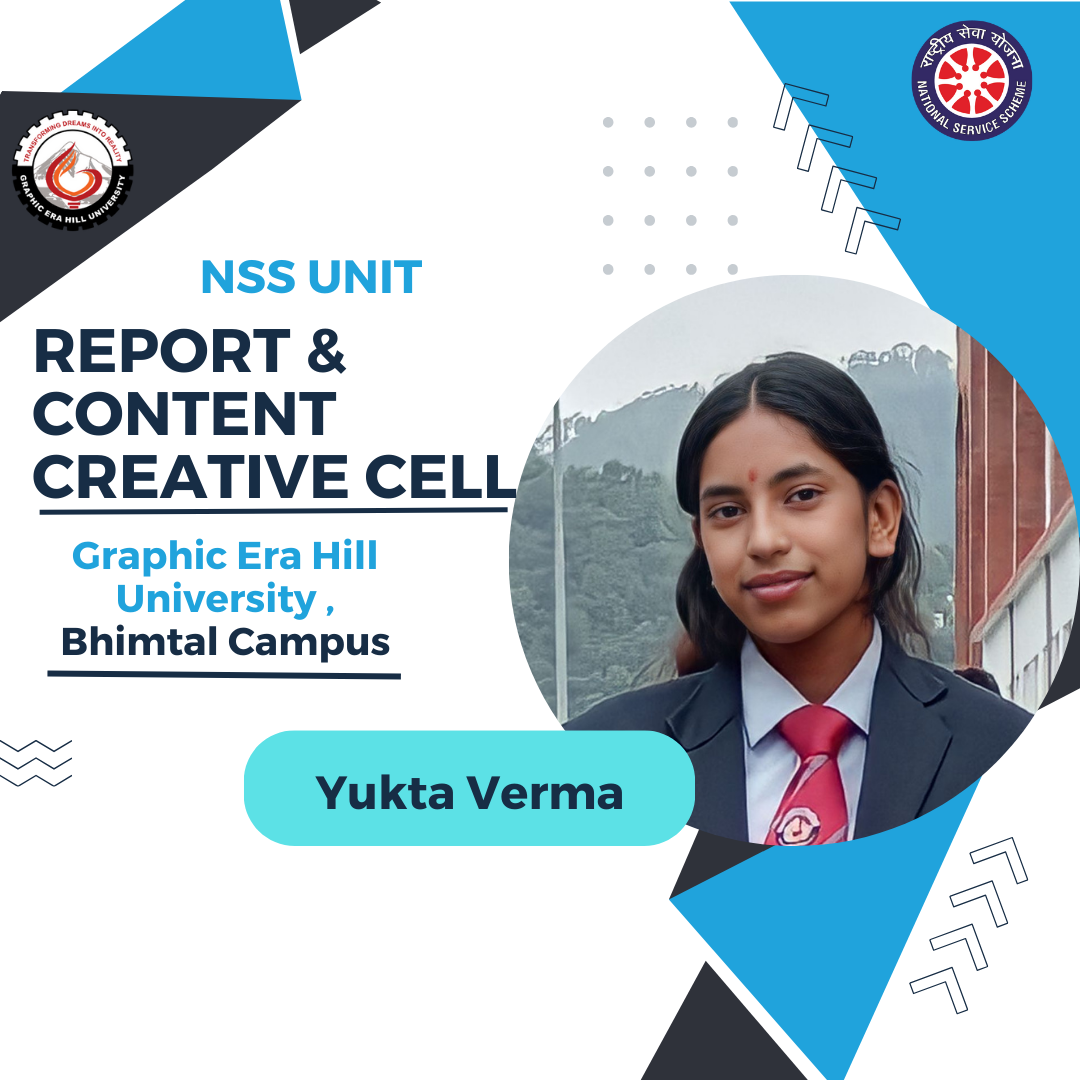 TRANSFORMING DREAMS INTO REALITY
GRAPHIC ERA HILL UNIVERSITY
राष्ट्रीय सेवा योजना
NATIONAL SERVICE SCHEME
NSS UNIT
REPORT &
CONTENT
CREATIVE CELL
Graphic Era Hill
University ,
Bhimtal Campus
Yukta Verma